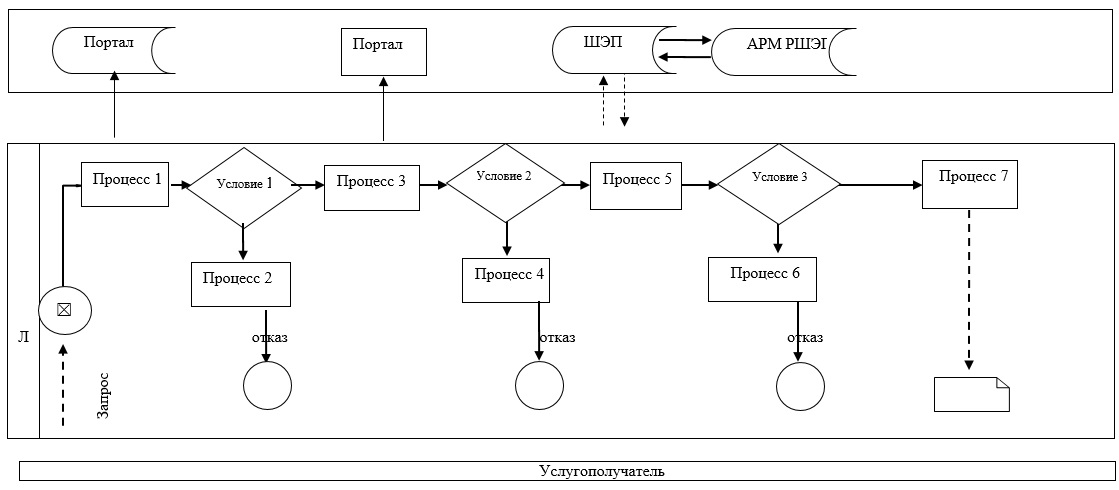 Портал
Портал
ШЭП
АРМ РШЭП
Процесс 1
Условие 1
Процесс 3
Условие 2
Процесс 5
Условие 3
Процесс 7
Процесс 2
Процесс 4
Процесс 6
отказ
отказ
отказ
Л
Запрос
Услугополучатель